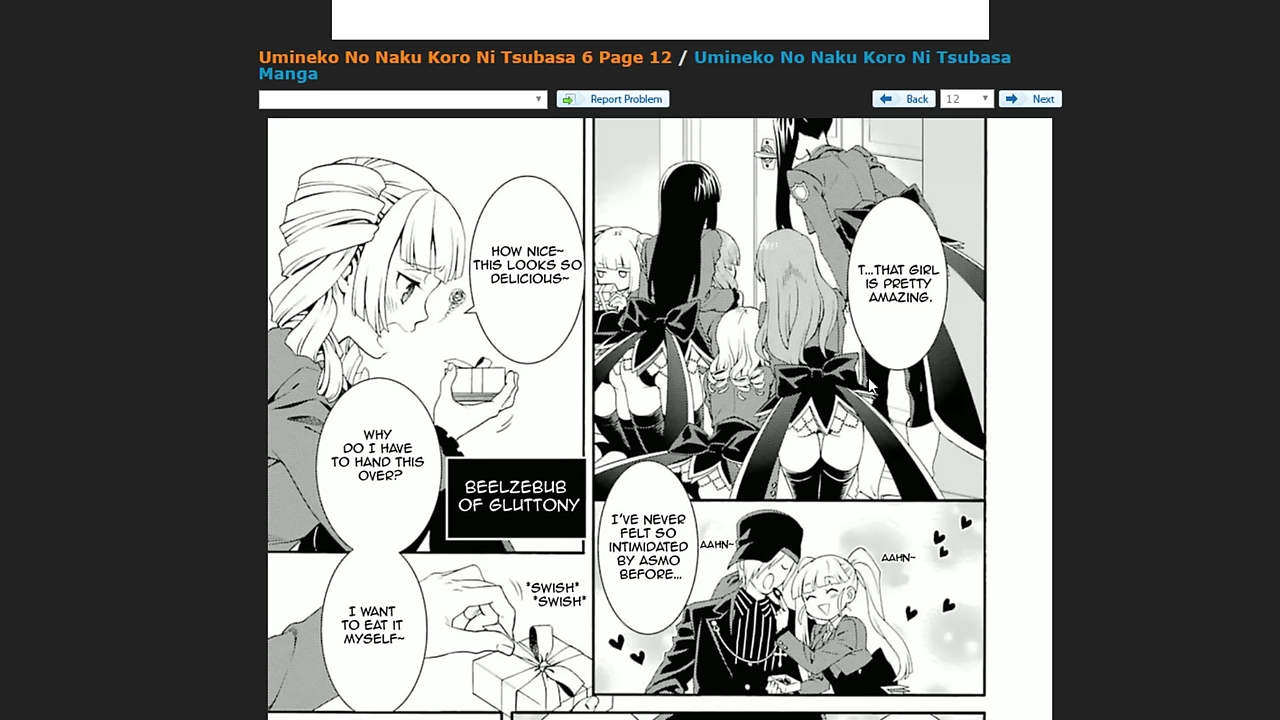 Umineko No Naku Koro Ni Tsubasa 6 Page 12 / Umineko No Naku Koro Ni Tsubasa
Manga
Report Problem
Back
12
Next
T...THAT GIRL
IS PRETTY
AMAZING.
I'VE NEVER
FELT SO
INTIMIDATED
BY ASMO
BEFORE...
AAHN~
AAHN~
HOW NICE~
THIS LOOKS SO
DELICIOUS~
WHY
DO I HAVE
TO HAND THIS
OVER?
BEELZEBUB
OF GLUTTONY
*SWISH*
*SWISH*
I WANT
TO EAT IT
MYSELF~